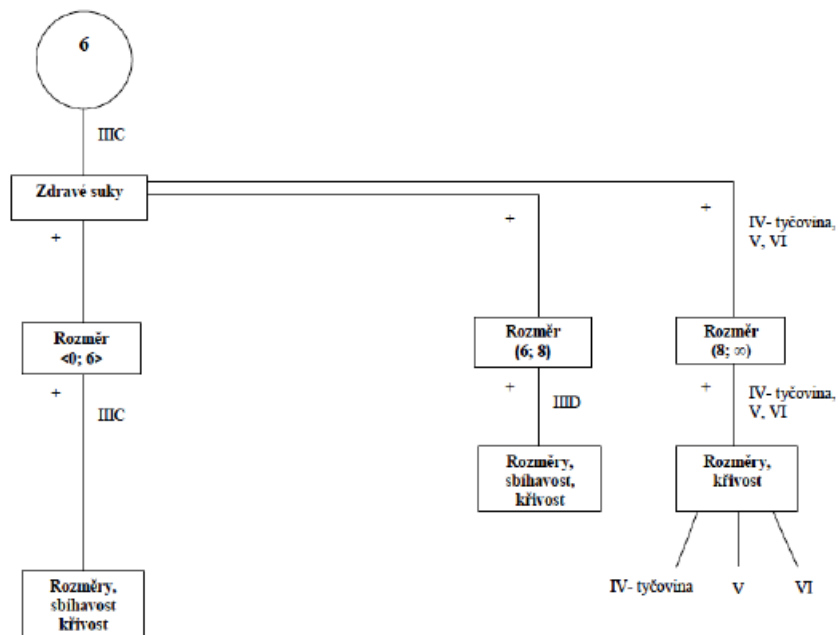 6
IIIC
Zdravé suky
+
+
+
IV- tyčovina,
V, VI
Rozměr
<0; 6>
Rozměr
(6; 8)
Rozměr
(8; ∞)
+
IIIC
+
IIID
+
IV- tyčovina,
V, VI
Rozměry,
sbíhavost,
křivost
Rozměry,
křivost
IV- tyčovina
V
VI
Rozměry,
sbíhavost
křivost